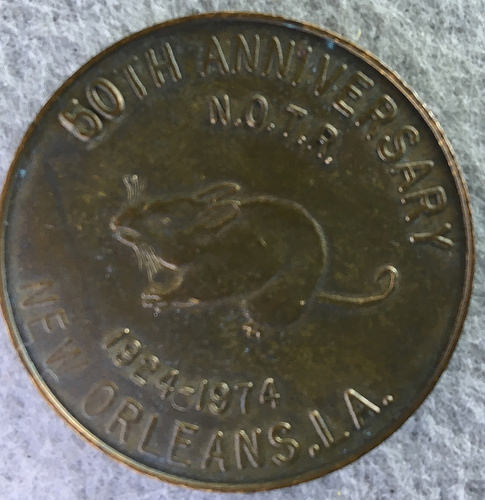 50TH ANNIVERSARY
N.O.T.R.
1924-1974
NEW ORLEANS, LA.